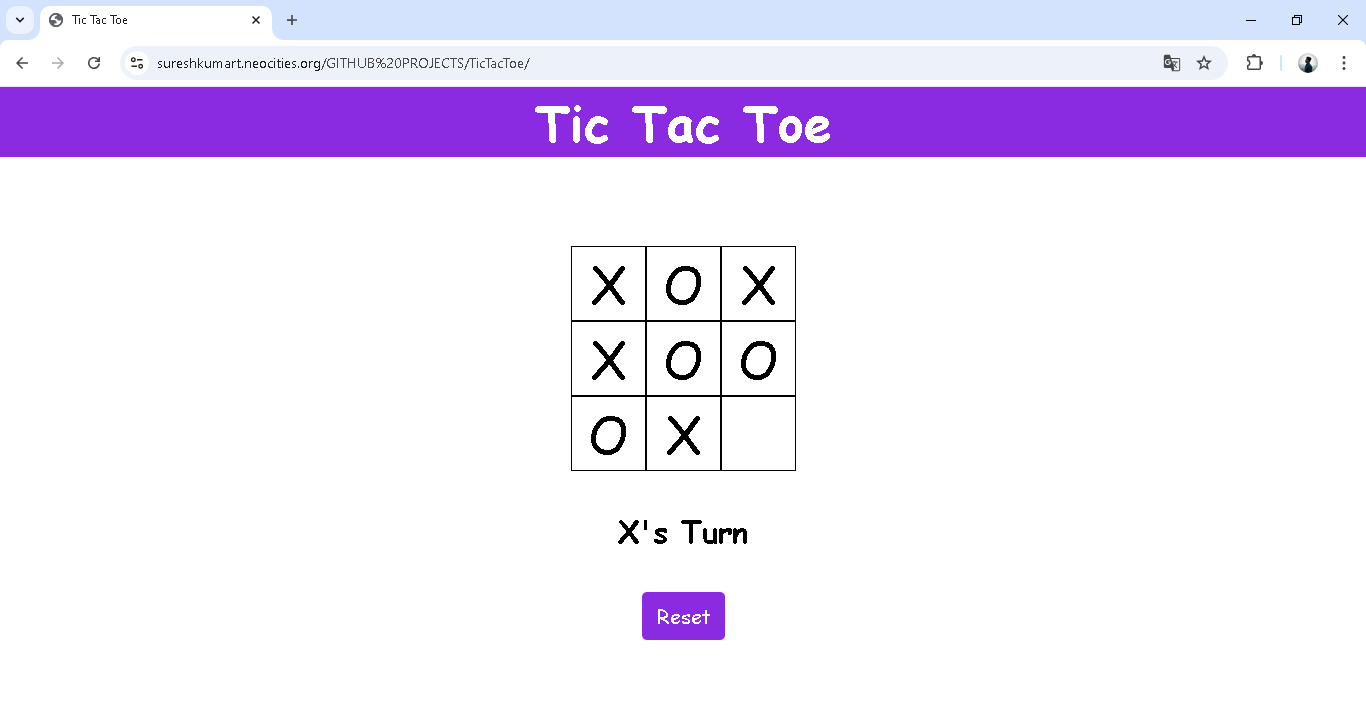 Tic Tac Toe
sureshkumart.neocities.org/GITHUB%20PROJECTS/TicTacToe/
Tic Tac Toe
X O X
X O O
O X
X's Turn
Reset